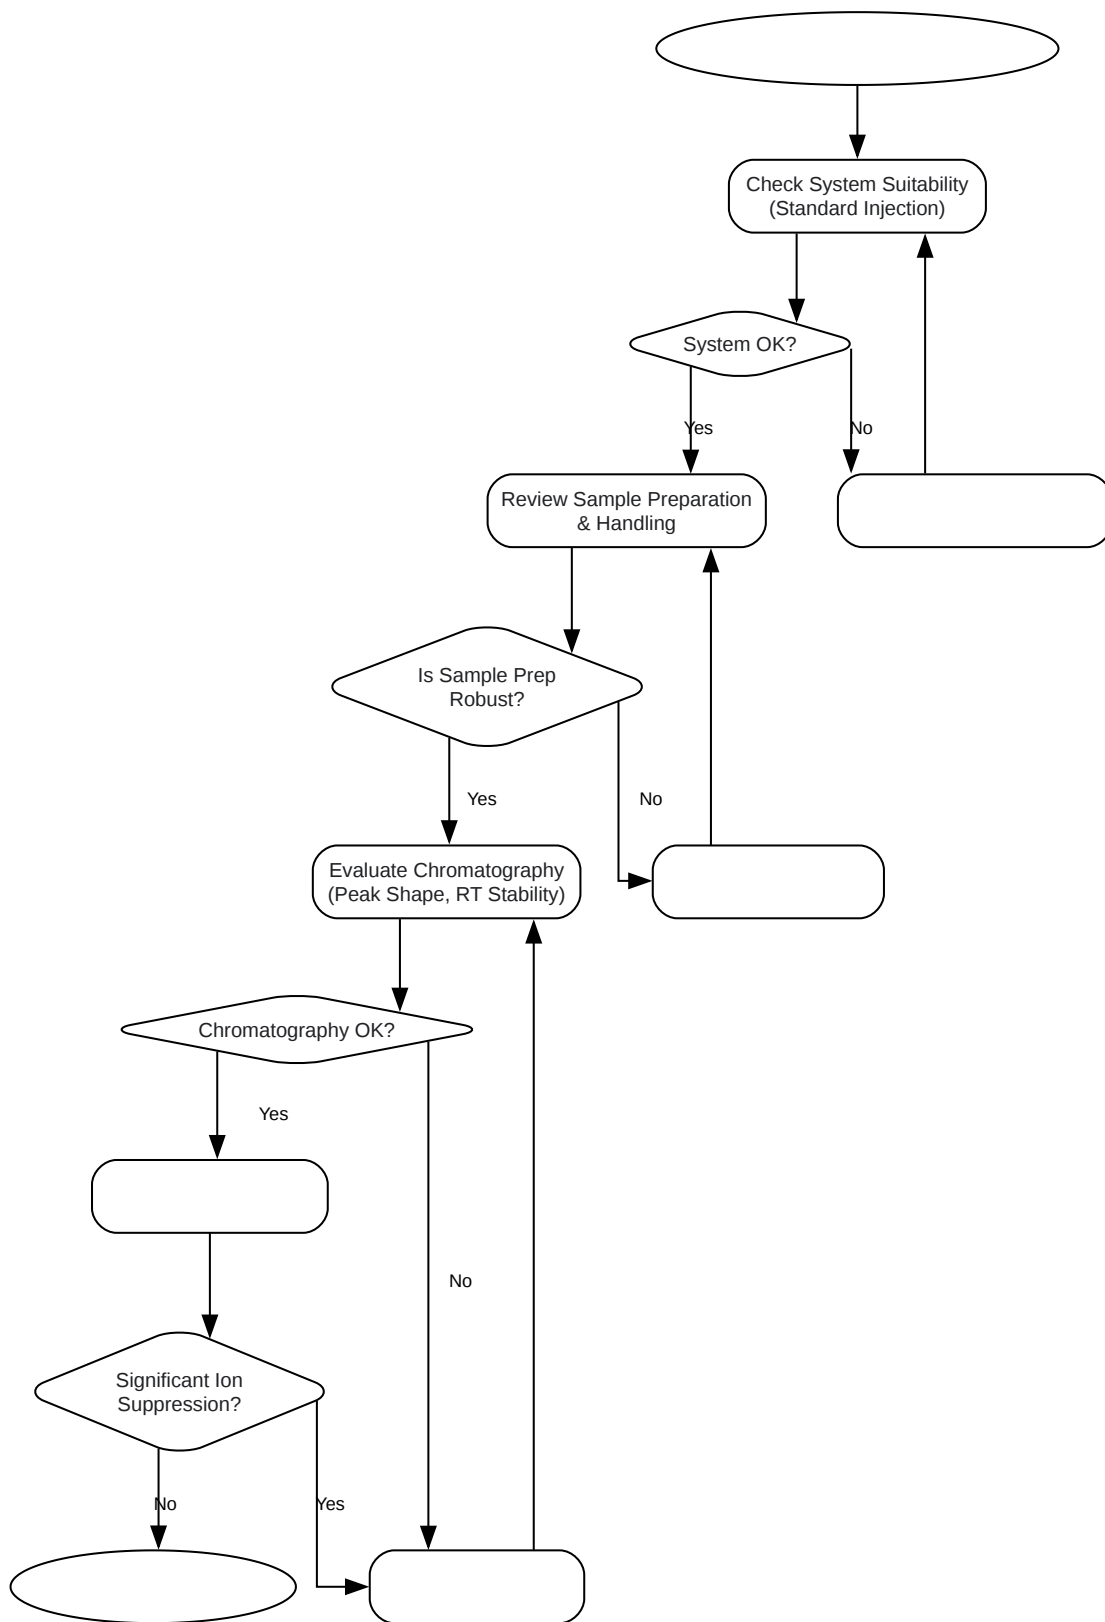 Check System Suitability
(Standard Injection)
System OK?
Yes
No
Review Sample Preparation
& Handling
Is Sample Prep
Robust?
Yes
No
Evaluate Chromatography
(Peak Shape, RT Stability)
Chromatography OK?
Yes
No
Significant Ion
Suppression?
No
Yes